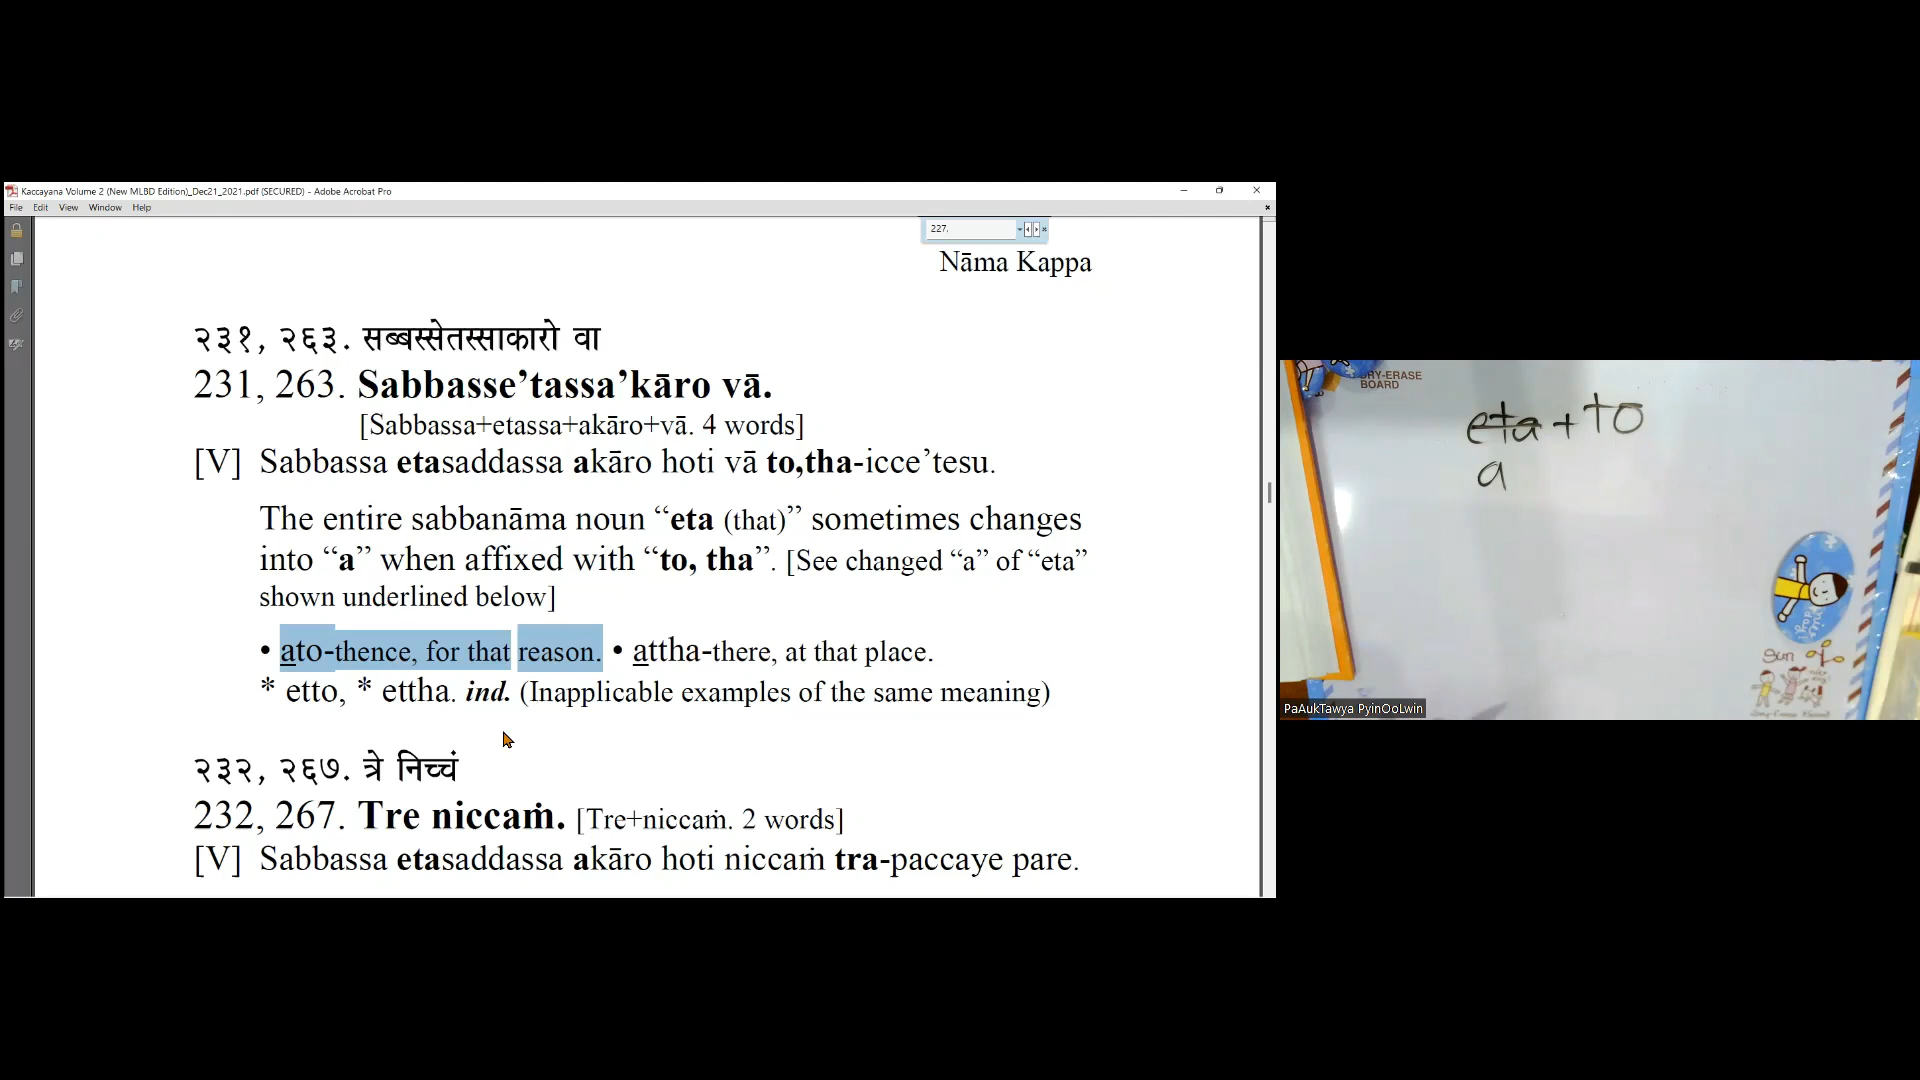 Kaccayana Volume 2 (New MLBD Edition)_Dec21_2021.pdf (SECURED) - Adobe Acrobat Pro
File Edit View Window Help
227.
Nāma Kappa
२३१, २६३. सब्बस्सेतस्साकारो वा
231, 263. Sabbasse’tassa’kāro vā.
[Sabbassa+etassa+akāro+vā. 4 words]
[V] Sabbassa etasaddassa akāro hoti vā to,tha-icce’tesu.
The entire sabbanāma noun “eta (that)” sometimes changes
into “a” when affixed with “to, tha”. [See changed “a” of “eta”
shown underlined below]
• ato-thence, for that reason. • attha-there, at that place.
* etto, * ettha. ind. (Inapplicable examples of the same meaning)
२३२, २६७. त्रे निच्चं
232, 267. Tre niccaṁ. [Tre+niccaṁ. 2 words]
[V] Sabbassa etasaddassa akāro hoti niccaṁ tra-paccaye pare.
DRY-ERASE
BOARD
eta + to
a
Sun
PaAukTawya PyinOoLwin